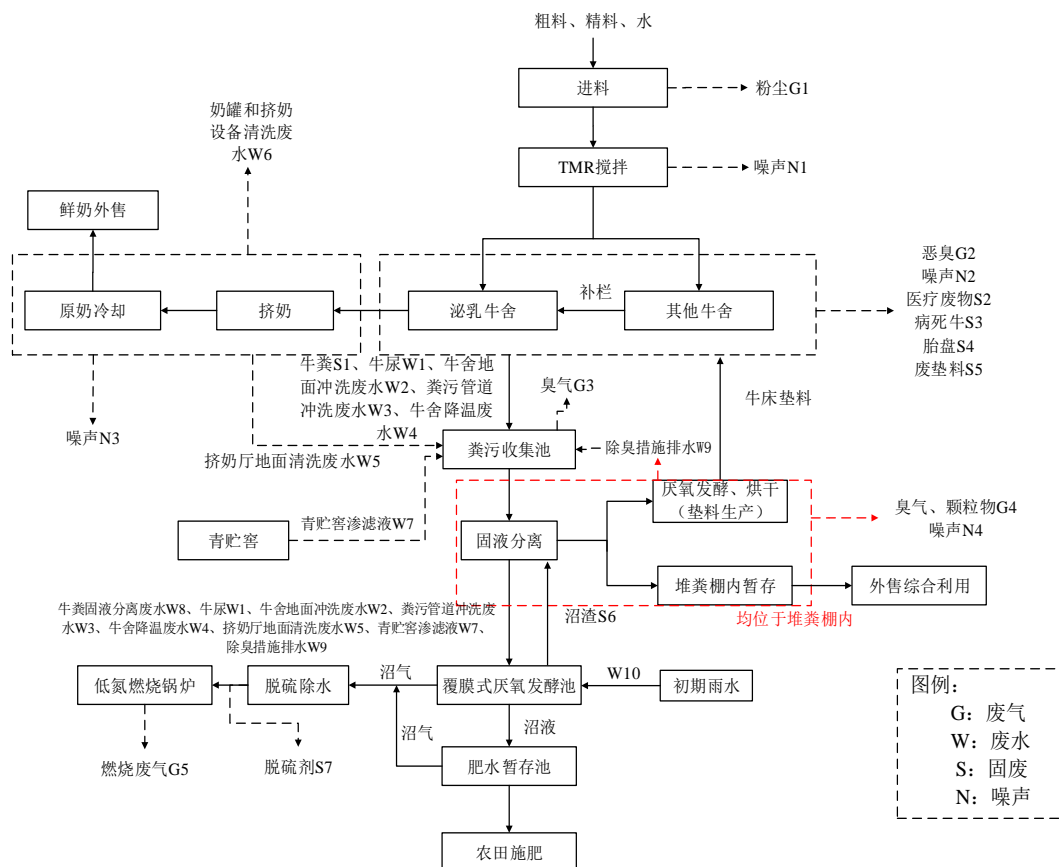 粗料、精料、水
进料
粉尘G1
奶罐和挤奶
设备清洗废
水W6
TMR搅拌
噪声N1
鲜奶外售
恶臭G2
噪声N2
医疗废物S2
病死牛S3
胎盘S4
废垫料S5
原奶冷却
挤奶
泌乳牛舍
补栏
其他牛舍
牛粪S1、牛尿W1、牛舍地
面冲洗废水W2、粪污管道
冲洗废水W3、牛舍降温废
水W4
臭气G3
牛床垫料
噪声N3
挤奶厅地面清洗废水W5
粪污收集池
除臭措施排水W9
厌氧发酵、烘干
（垫料生产）
臭气、颗粒物G4
噪声N4
青贮窖
青贮窖渗滤液W7
固液分离
堆粪棚内暂存
外售综合利用
均位于堆粪棚内
沼渣S6
牛粪固液分离废水W8、牛尿W1、牛舍地面冲洗废水W2、粪污管道冲洗废
水W3、牛舍降温废水W4、挤奶厅地面清洗废水W5、青贮窖渗滤液W7、
除臭措施排水W9
低氮燃烧锅炉
脱硫除水
沼气
覆膜式厌氧发酵池
W10
初期雨水
沼气
沼液
燃烧废气G5
脱硫剂S7
肥水暂存池
农田施肥
图例：
G：废气
W：废水
S：固废
N：噪声